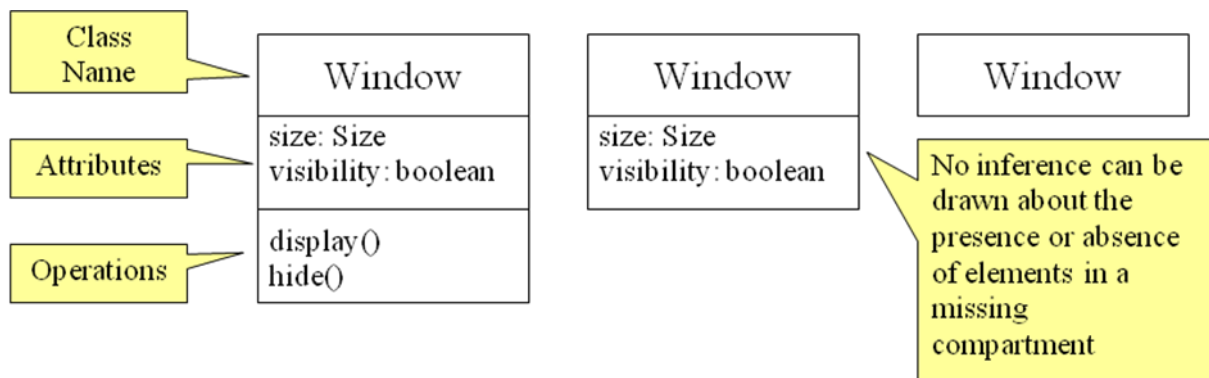 Class
Name
Window
size: Size
visibility: boolean
display()
hide()
Attributes
Operations
Window
size: Size
visibility: boolean
Window
No inference can be
drawn about the
presence or absence
of elements in a
missing
compartment